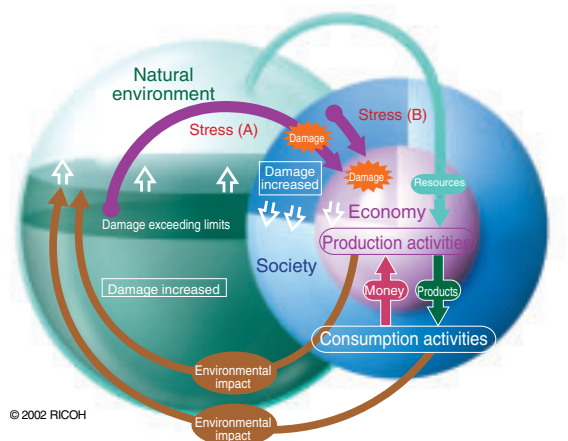 Natural
environment
Stress (A)
Stress (B)
Damage
Damage
increased
Damage
Resources
Damage exceeding limits
Economy
Production activities
Society
Damage increased
Money
Products
Consumption activities
Environmental
impact
Environmental
impact
© 2002 RICOH